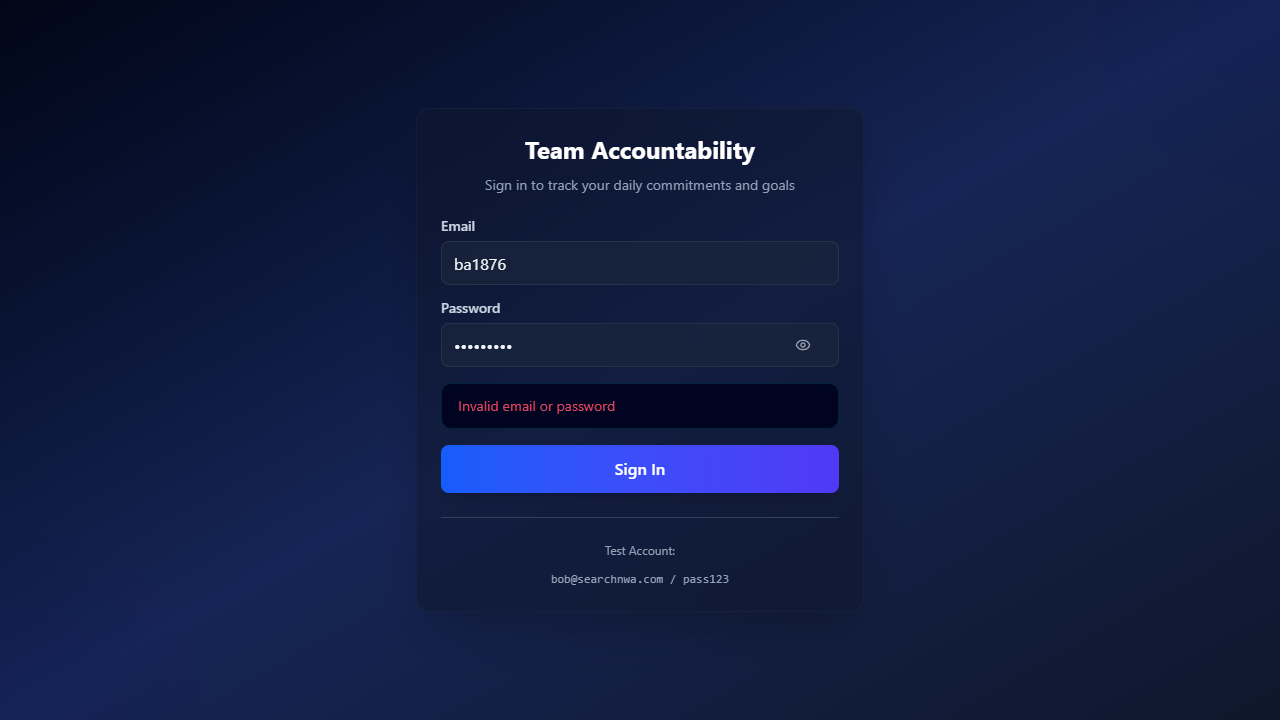 Team Accountability
Sign in to track your daily commitments and goals
Email
ba1876
Password
•••••••••
Invalid email or password
Sign In
Test Account:
bob@searchnwa.com / pass123